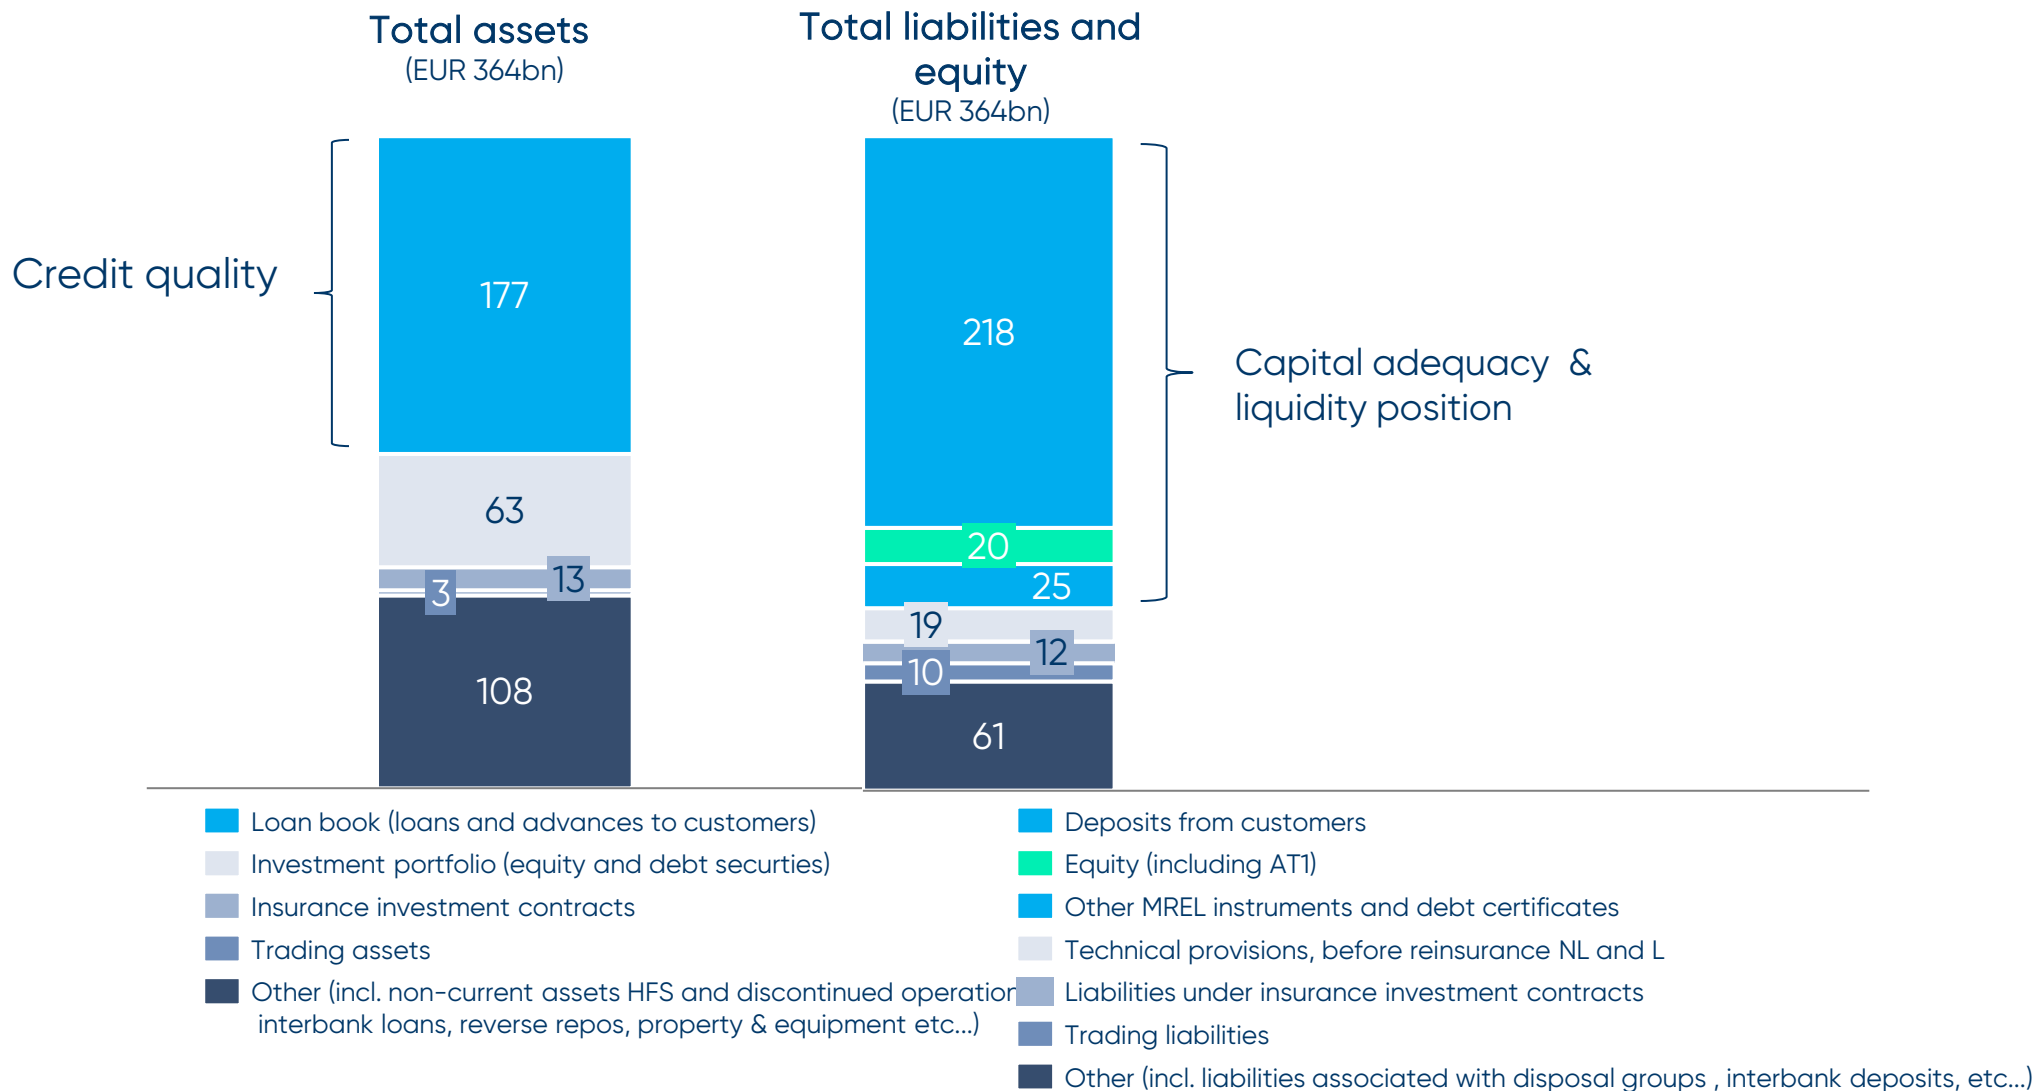 Total assets
(EUR 364bn)
Total liabilities and
equity
(EUR 364bn)
Credit quality
177
63
13
3
108
218
20
25
19
12
10
61
Capital adequacy &
liquidity position
Loan book (loans and advances to customers)
Investment portfolio (equity and debt securties)
Insurance investment contracts
Trading assets
Other (incl. non-current assets HFS and discontinued operation
interbank loans, reverse repos, property & equipment etc...)
Deposits from customers
Equity (including AT1)
Other MREL instruments and debt certificates
Technical provisions, before reinsurance NL and L
Liabilities under insurance investment contracts
Trading liabilities
Other (incl. liabilities associated with disposal groups , interbank deposits, etc...)